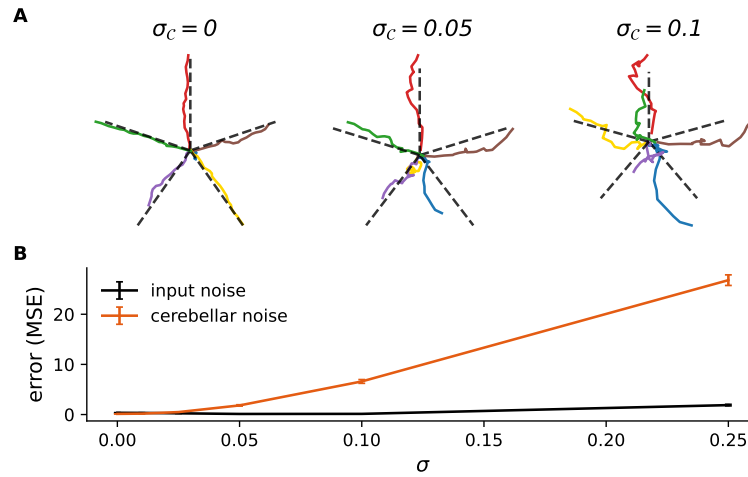 A
σ_C = 0
σ_C = 0.05
σ_C = 0.1
B
error (MSE)
input noise
cerebellar noise
20
10
0
0.00
0.05
0.10
0.15
0.20
0.25
σ